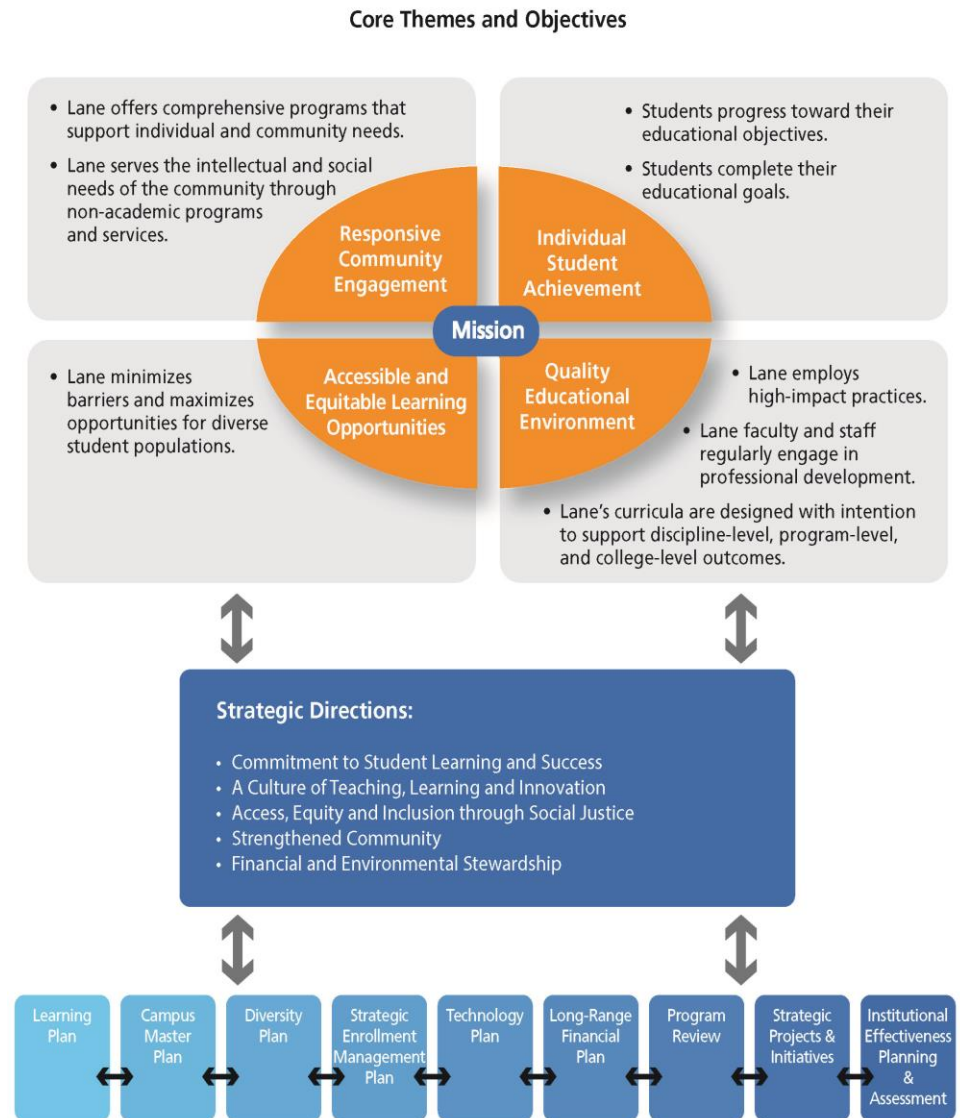 Core Themes and Objectives
• Lane offers comprehensive programs that
support individual and community needs.
• Lane serves the intellectual and social
needs of the community through
non-academic programs
and services.
• Students progress toward their
educational objectives.
• Students complete their
educational goals.
Responsive
Community
Engagement
Individual
Student
Achievement
Mission
• Lane minimizes
barriers and maximizes
opportunities for diverse
student populations.
Accessible and
Equitable Learning
Opportunities
Quality
Educational
Environment
• Lane employs
high-impact practices.
• Lane faculty and staff
regularly engage in
professional development.
• Lane’s curricula are designed with intention
to support discipline-level, program-level,
and college-level outcomes.
Strategic Directions:
• Commitment to Student Learning and Success
• A Culture of Teaching, Learning and Innovation
• Access, Equity and Inclusion through Social Justice
• Strengthened Community
• Financial and Environmental Stewardship
Learning
Plan
Campus
Master
Plan
Diversity
Plan
Strategic
Enrollment
Management
Plan
Technology
Plan
Long-Range
Financial
Plan
Program
Review
Strategic
Projects &
Initiatives
Institutional
Effectiveness
Planning
&
Assessment